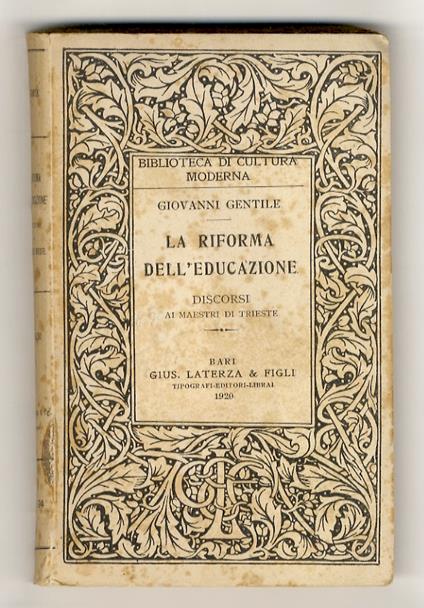 BIBLIOTECA DI CULTURA
MODERNA
GIOVANNI GENTILE
LA RIFORMA
DELL'EDUCAZIONE
DISCORSI
AI MAESTRI DI TRIESTE
BARI
GIUS. LATERZA & FIGLI
TIPOGRAFI-EDITORI-LIBRAI
1920